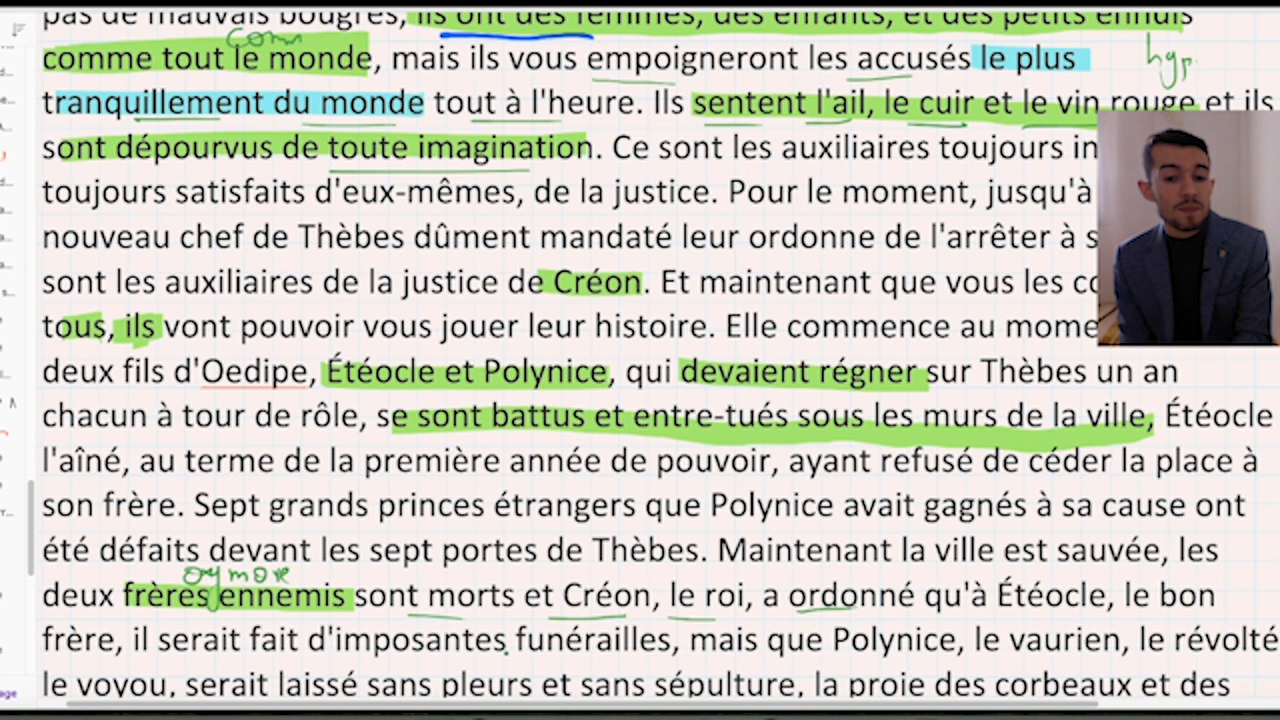 pas de mauvais bougres, ils ont des femmes, des enfants, et des petits ennuis
com
comme tout le monde, mais ils vous empoigneront les accusés le plus
hyp.
tranquillement du monde tout à l'heure. Ils sentent l'ail, le cuir et le vin rouge et ils
sont dépourvus de toute imagination. Ce sont les auxiliaires toujours in
toujours satisfaits d'eux-mêmes, de la justice. Pour le moment, jusqu'à
nouveau chef de Thèbes dûment mandaté leur ordonne de l'arrêter à s
sont les auxiliaires de la justice de Créon. Et maintenant que vous les co
tous, ils vont pouvoir vous jouer leur histoire. Elle commence au mome
deux fils d'Oedipe, Étéocle et Polynice, qui devaient régner sur Thèbes un an
chacun à tour de rôle, se sont battus et entre-tués sous les murs de la ville, Étéocle
l'aîné, au terme de la première année de pouvoir, ayant refusé de céder la place à
son frère. Sept grands princes étrangers que Polynice avait gagnés à sa cause ont
été défaits devant les sept portes de Thèbes. Maintenant la ville est sauvée, les
oymore
deux frères ennemis sont morts et Créon, le roi, a ordonné qu'à Étéocle, le bon
frère, il serait fait d'imposantes funérailles, mais que Polynice, le vaurien, le révolté
le voyou, serait laissé sans pleurs et sans sépulture, la proie des corbeaux et des